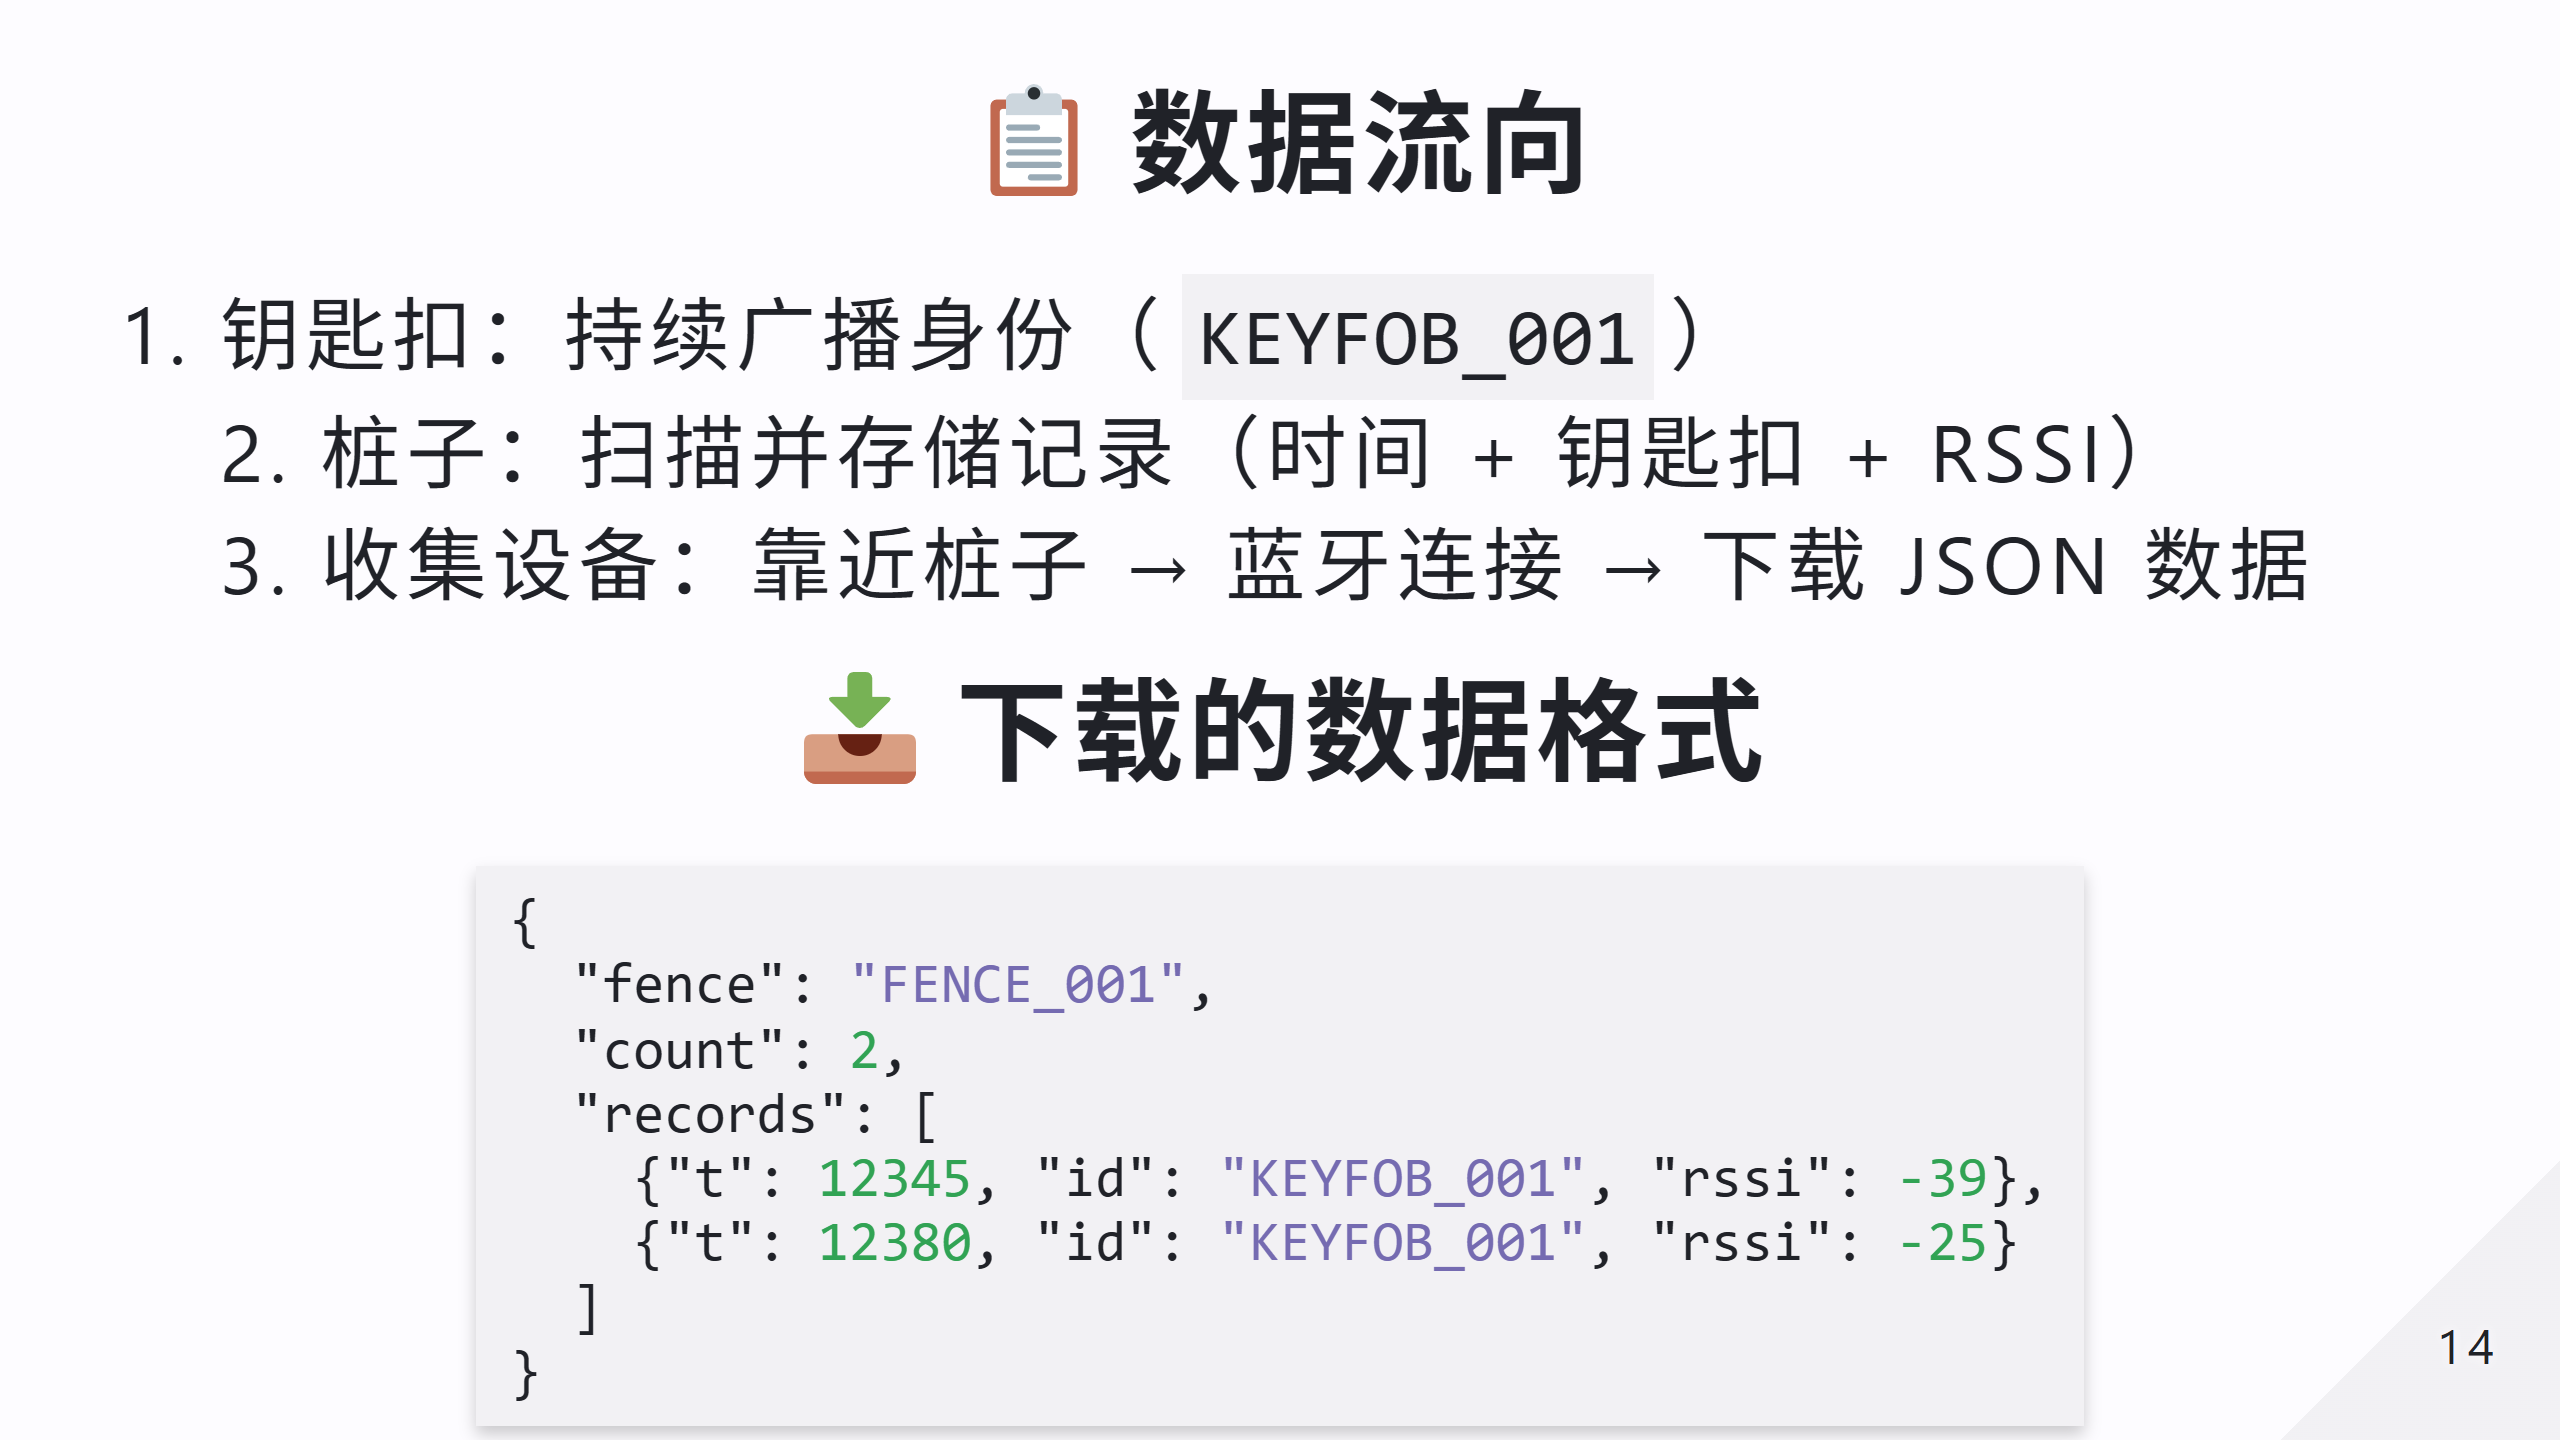 📋 数据流向
1. 钥匙扣：持续广播身份（ KEYFOB_001 ）
2. 桩子：扫描并存储记录（时间 + 钥匙扣 + RSSI）
3. 收集设备：靠近桩子 → 蓝牙连接 → 下载 JSON 数据
📥 下载的数据格式
{
  "fence": "FENCE_001",
  "count": 2,
  "records": [
    {"t": 12345, "id": "KEYFOB_001", "rssi": -39},
    {"t": 12380, "id": "KEYFOB_001", "rssi": -25}
  ]
}
14